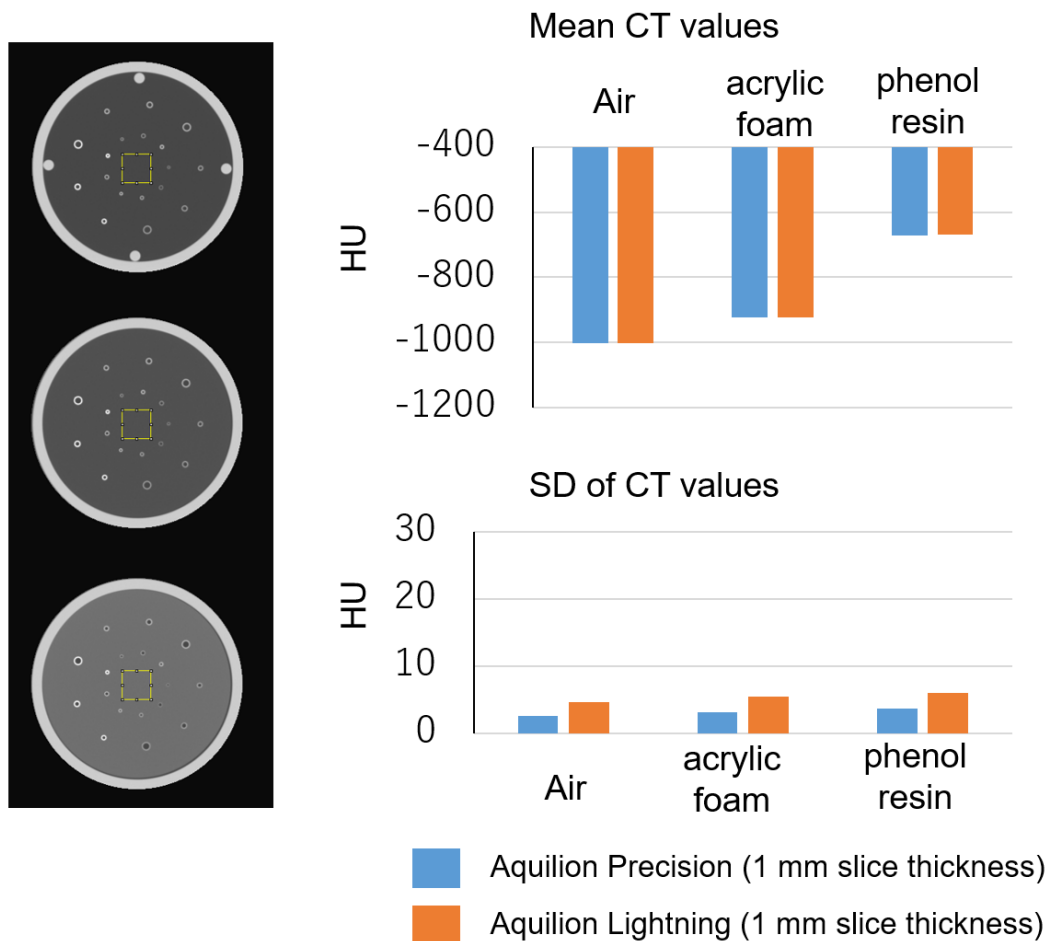 Mean CT values
Air
acrylic
foam
phenol
resin
-400
-600
-800
-1000
-1200
HU
SD of CT values
30
20
10
0
HU
Air
acrylic
foam
phenol
resin
Aquilion Precision (1 mm slice thickness)
Aquilion Lightning (1 mm slice thickness)